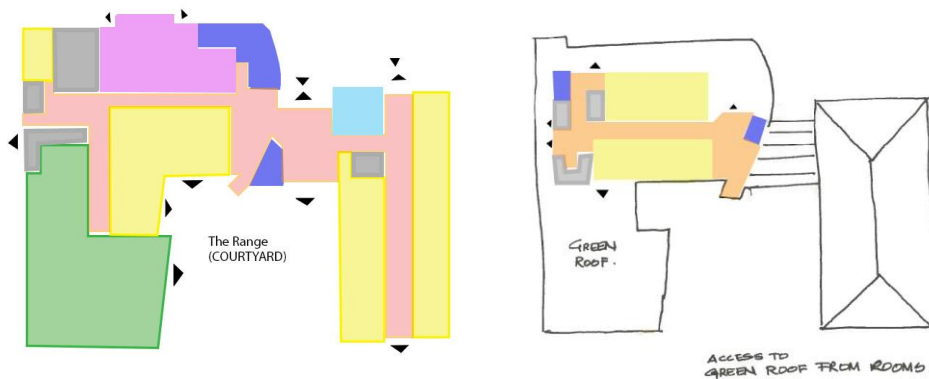 The Range
(COURTYARD)
GREEN
ROOF.
ACCESS TO
GREEN ROOF FROM ROOMS